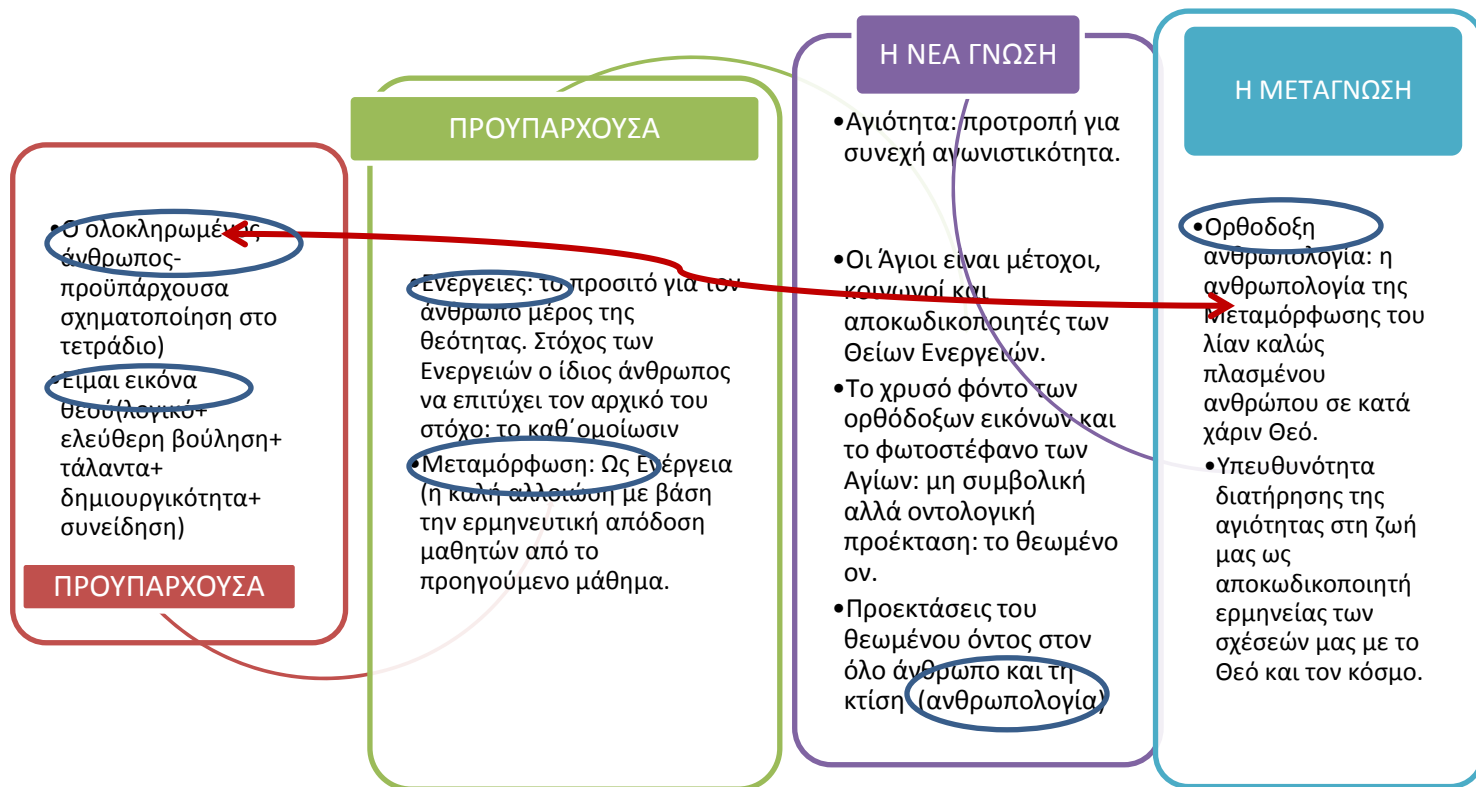 •Ο ολοκληρωμένος
άνθρωπος-
προϋπάρχουσα
σχηματοποίηση στο
τετράδιο)
•Είμαι εικόνα
θεού(λογικό+
ελεύθερη βούληση+
τάλαντα+
δημιουργικότητα+
συνείδηση)
ΠΡΟΥΠΑΡΧΟΥΣΑ
ΠΡΟΥΠΑΡΧΟΥΣΑ
•Ενεργειες: το προσιτό για τον
άνθρωπο μέρος της
θεότητας. Στόχος των
Ενεργειών ο ίδιος άνθρωπος
να επιτύχει τον αρχικό του
στόχο: το καθ΄ομοίωσιν
•Μεταμόρφωση: Ως Ενέργεια
(η καλή αλλοιώση με βάση
την ερμηνευτική απόδοση
μαθητών από το
προηγούμενο μάθημα.
Η ΝΕΑ ΓΝΩΣΗ
•Αγιότητα: προτροπή για
συνεχή αγωνιστικότητα.
•Οι Άγιοι είναι μέτοχοι,
κοινωνοί και
αποκωδικοποιητές των
Θείων Ενεργειών.
•Το χρυσό φόντο των
ορθόδοξων εικόνων και
το φωτοστέφανο των
Αγίων: μη συμβολική
αλλά οντολογική
προέκταση: το θεωμένο
ον.
•Προεκτάσεις του
θεωμένου όντος στον
όλο άνθρωπο και τη
κτίση (ανθρωπολογία)
Η ΜΕΤΑΓΝΩΣΗ
•Ορθοδοξη
ανθρωπολογία: η
ανθρωπολογία της
Μεταμόρφωσης του
λίαν καλώς
πλασμένου
ανθρώπου σε κατά
χάριν Θεό.
•Υπευθυνότητα
διατήρησης της
αγιότητας στη ζωή
μας ως
αποκωδικοποιητή
ερμηνείας των
σχέσεών μας με το
Θεό και τον κόσμο.